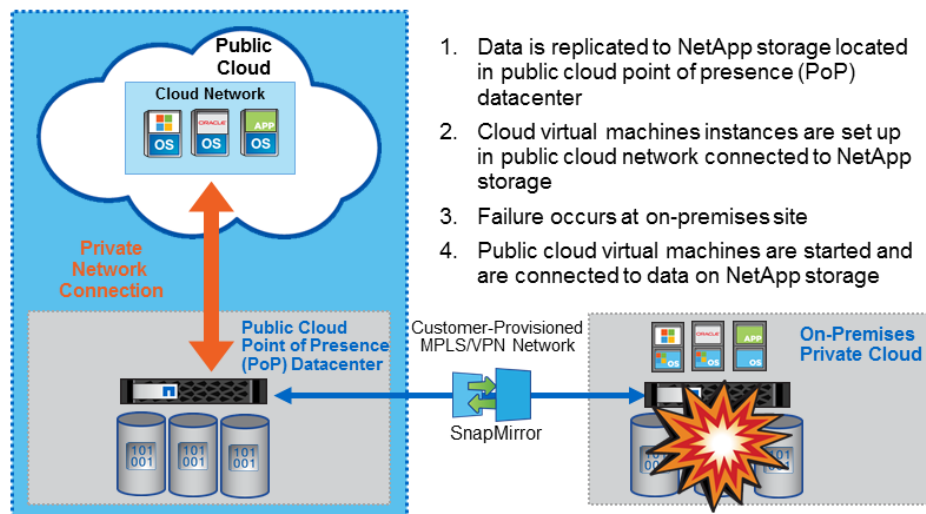 Public
Cloud
Cloud Network
ORACLE
APP
OS
OS
OS
1. Data is replicated to NetApp storage located
in public cloud point of presence (PoP)
datacenter
2. Cloud virtual machines instances are set up
in public cloud network connected to NetApp
storage
3. Failure occurs at on-premises site
4. Public cloud virtual machines are started and
are connected to data on NetApp storage
Private
Network
Connection
Public Cloud
Point of Presence
(PoP) Datacenter
101
001
101
001
101
001
Customer-Provisioned
MPLS/VPN Network
SnapMirror
ORACLE
APP
OS
OS
OS
On-Premises
Private Cloud
101
001